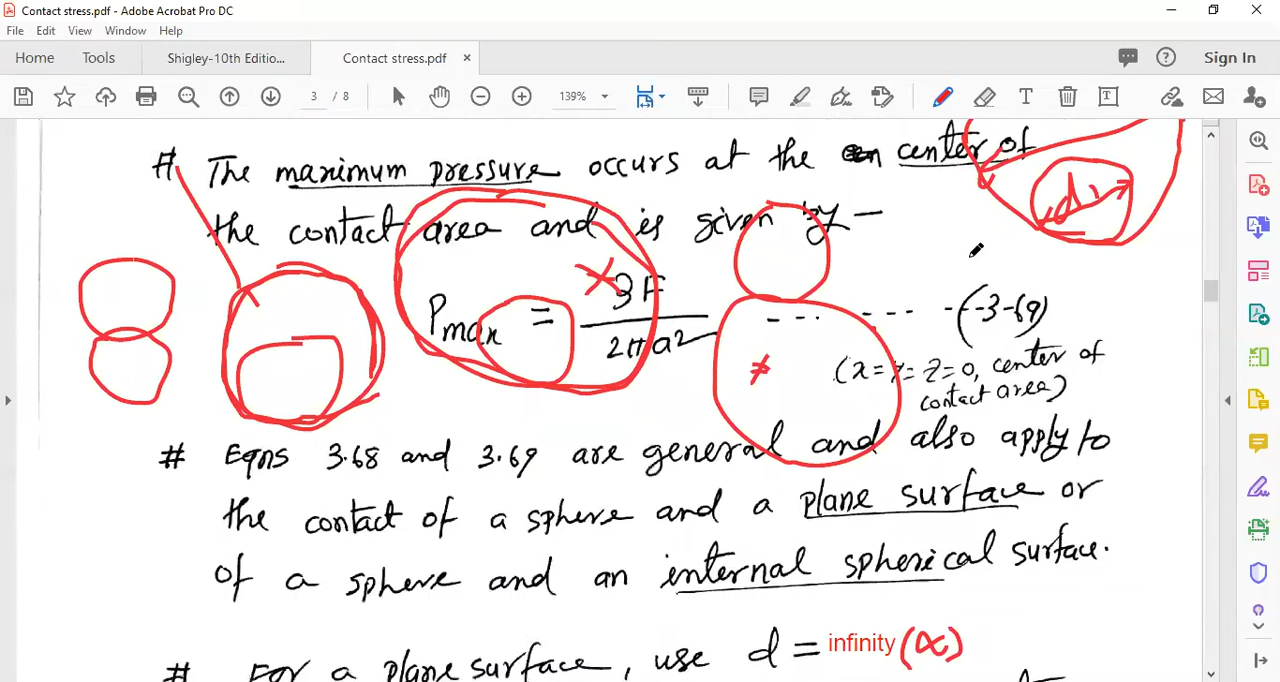 Contact stress.pdf - Adobe Acrobat Pro DC
File Edit View Window Help
Home Tools Shigley-10th Editio... Contact stress.pdf × Sign In
3 / 8 139%
# The maximum pressure occurs at the center of
the contact area and is given by —
d1
Pmax = 3F / 2πa² - - - - - - - - (3-69)
(x = y = z = 0, center of
contact area)
# Eqns 3.68 and 3.69 are general and also apply to
the contact of a sphere and a plane surface or
of a sphere and an internal spherical surface.
# For a plane surface, use d = infinity (∝)